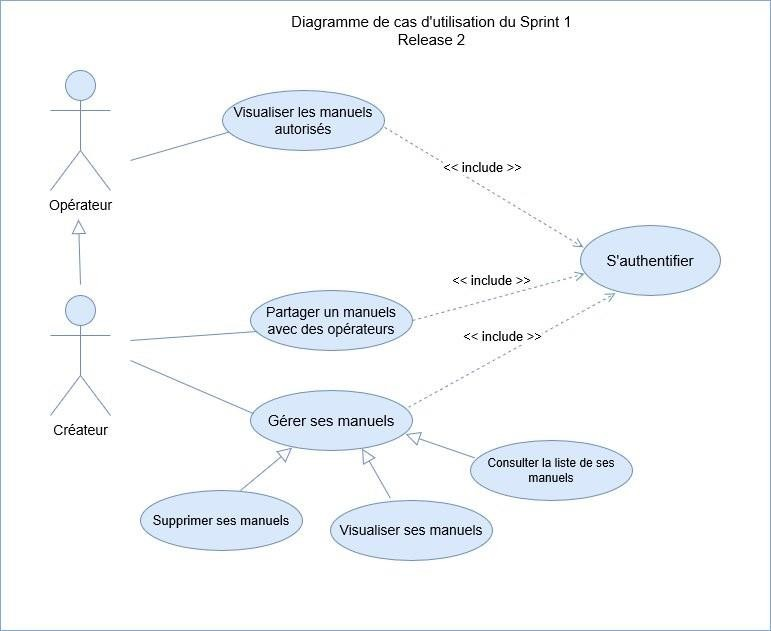 Diagramme de cas d'utilisation du Sprint 1
Release 2
Visualiser les manuels
autorisés
<< include >>
Opérateur
S'authentifier
<< include >>
Partager un manuels
avec des opérateurs
<< include >>
Créateur
Gérer ses manuels
Consulter la liste de ses
manuels
Supprimer ses manuels
Visualiser ses manuels